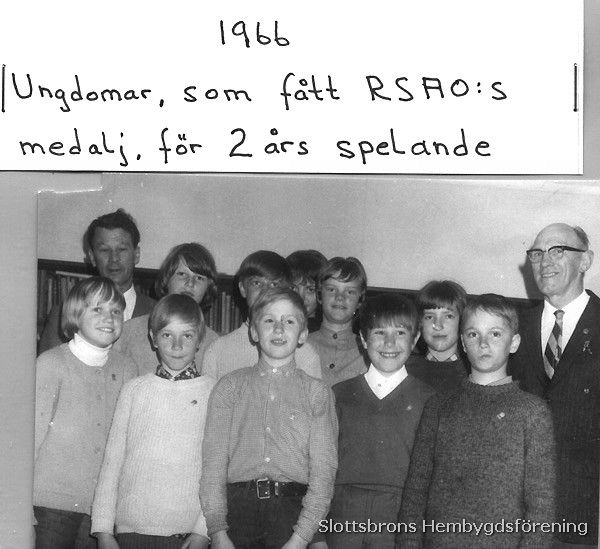 1966
Ungdomar, som fått RSAO:s
medalj, för 2 års spelande
Slottsbrons Hembygdsförening